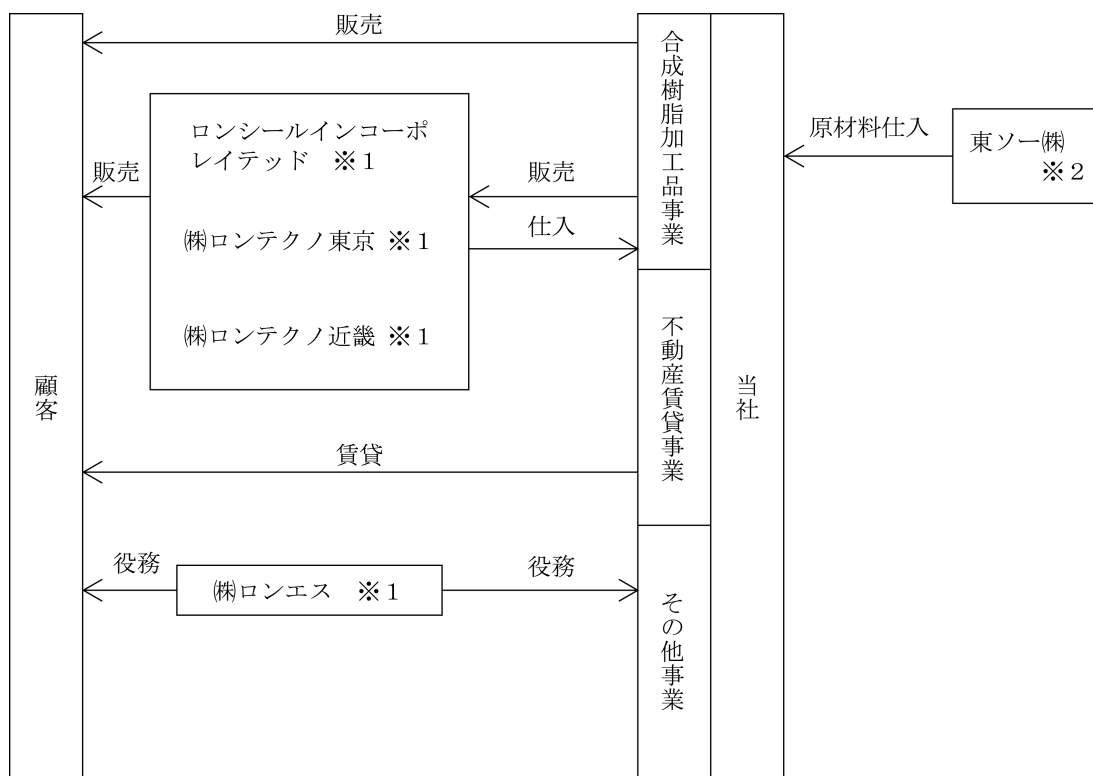 販売
ロンシールインコーポ
レイテッド ※1
㈱ロンテクノ東京 ※1
㈱ロンテクノ近畿 ※1
販売
販売
仕入
原材料仕入
東ソー㈱
※2
合成樹脂加工品事業
不動産賃貸事業
その他事業
当社
顧客
賃貸
役務
㈱ロンエス ※1
役務